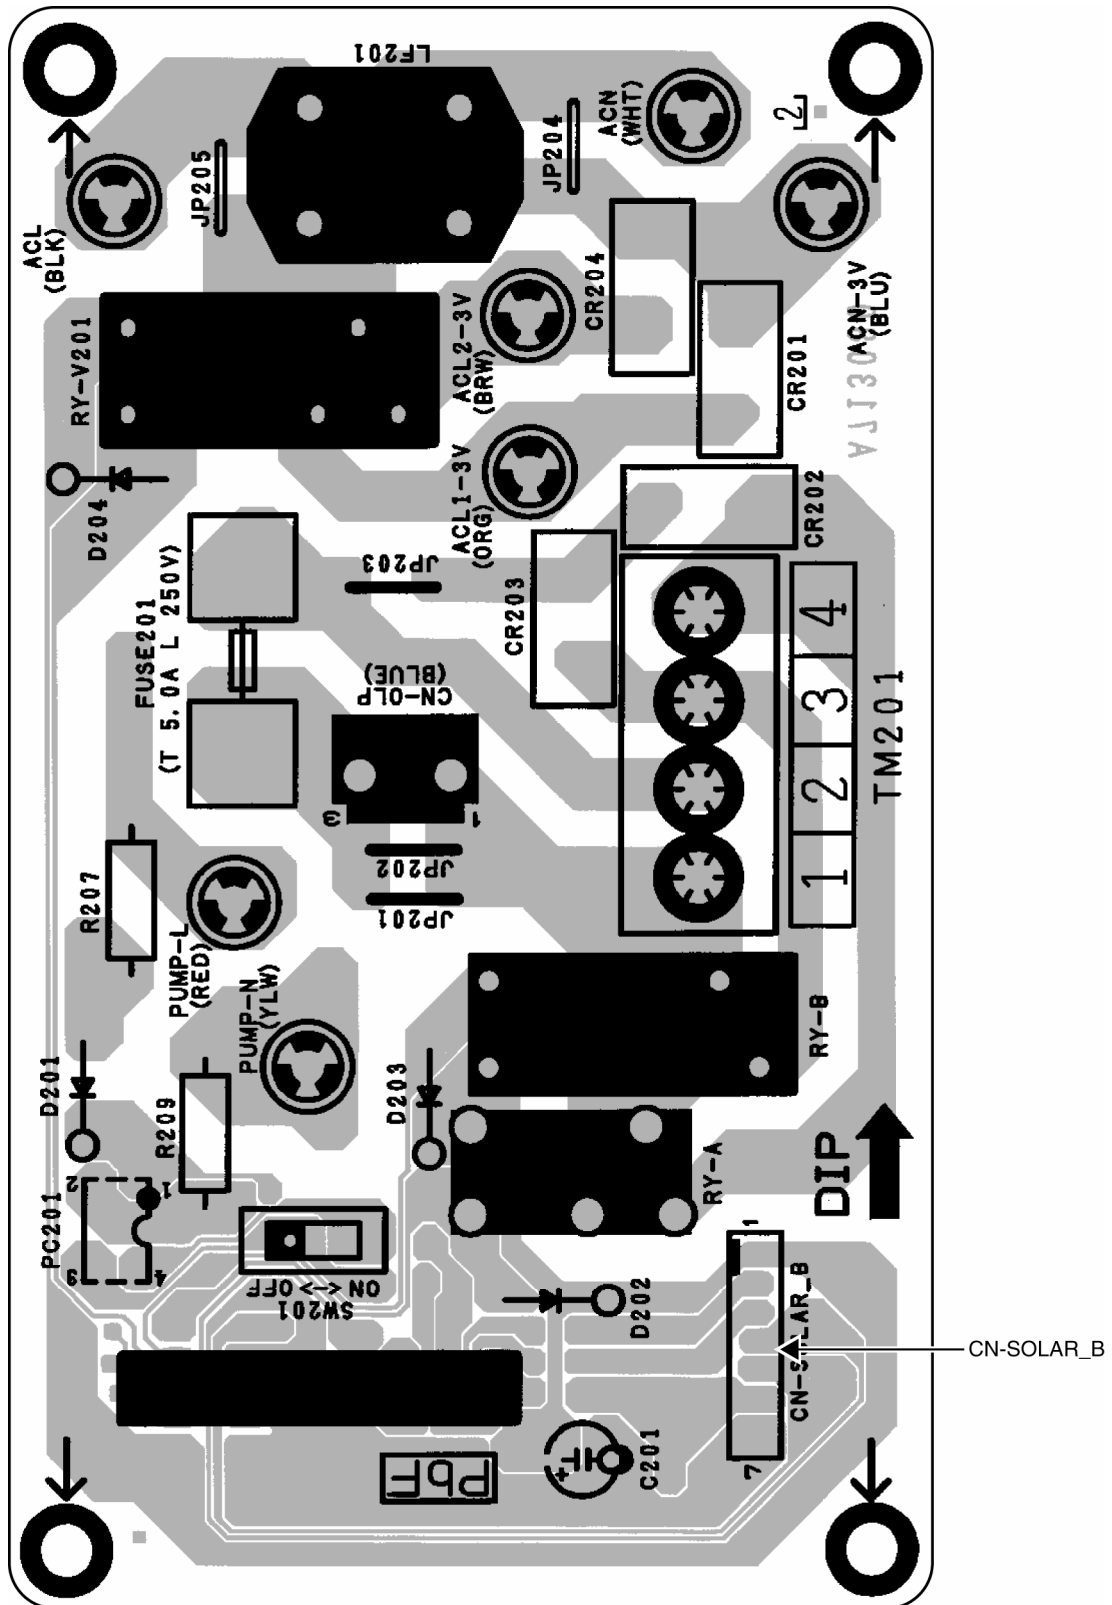 LF201
ACN
(WHT)
2
JP204
JP205
ACL
(BLK)
CR204
ACN-3V
(BLU)
ACL2-3V
(BRW)
RY-V201
CR201
ACL1-3V
(ORG)
CR202
D204
JP203
FUSE201
(T 5.0A L 250V)
CR203
4
CN-OLP
(BLUE)
3
TM201
2
3
1
JP202
1
R207
JP201
PUMP-L
(RED)
PUMP-N
(YLW)
RY-B
D201
D203
R209
RY-A
DIP
PC201
2
1
3
4
1
ON <-> OFF
SW201
D202
CN-SOLAR_B
CN-SOLAR_B
C201
+
PbF
7